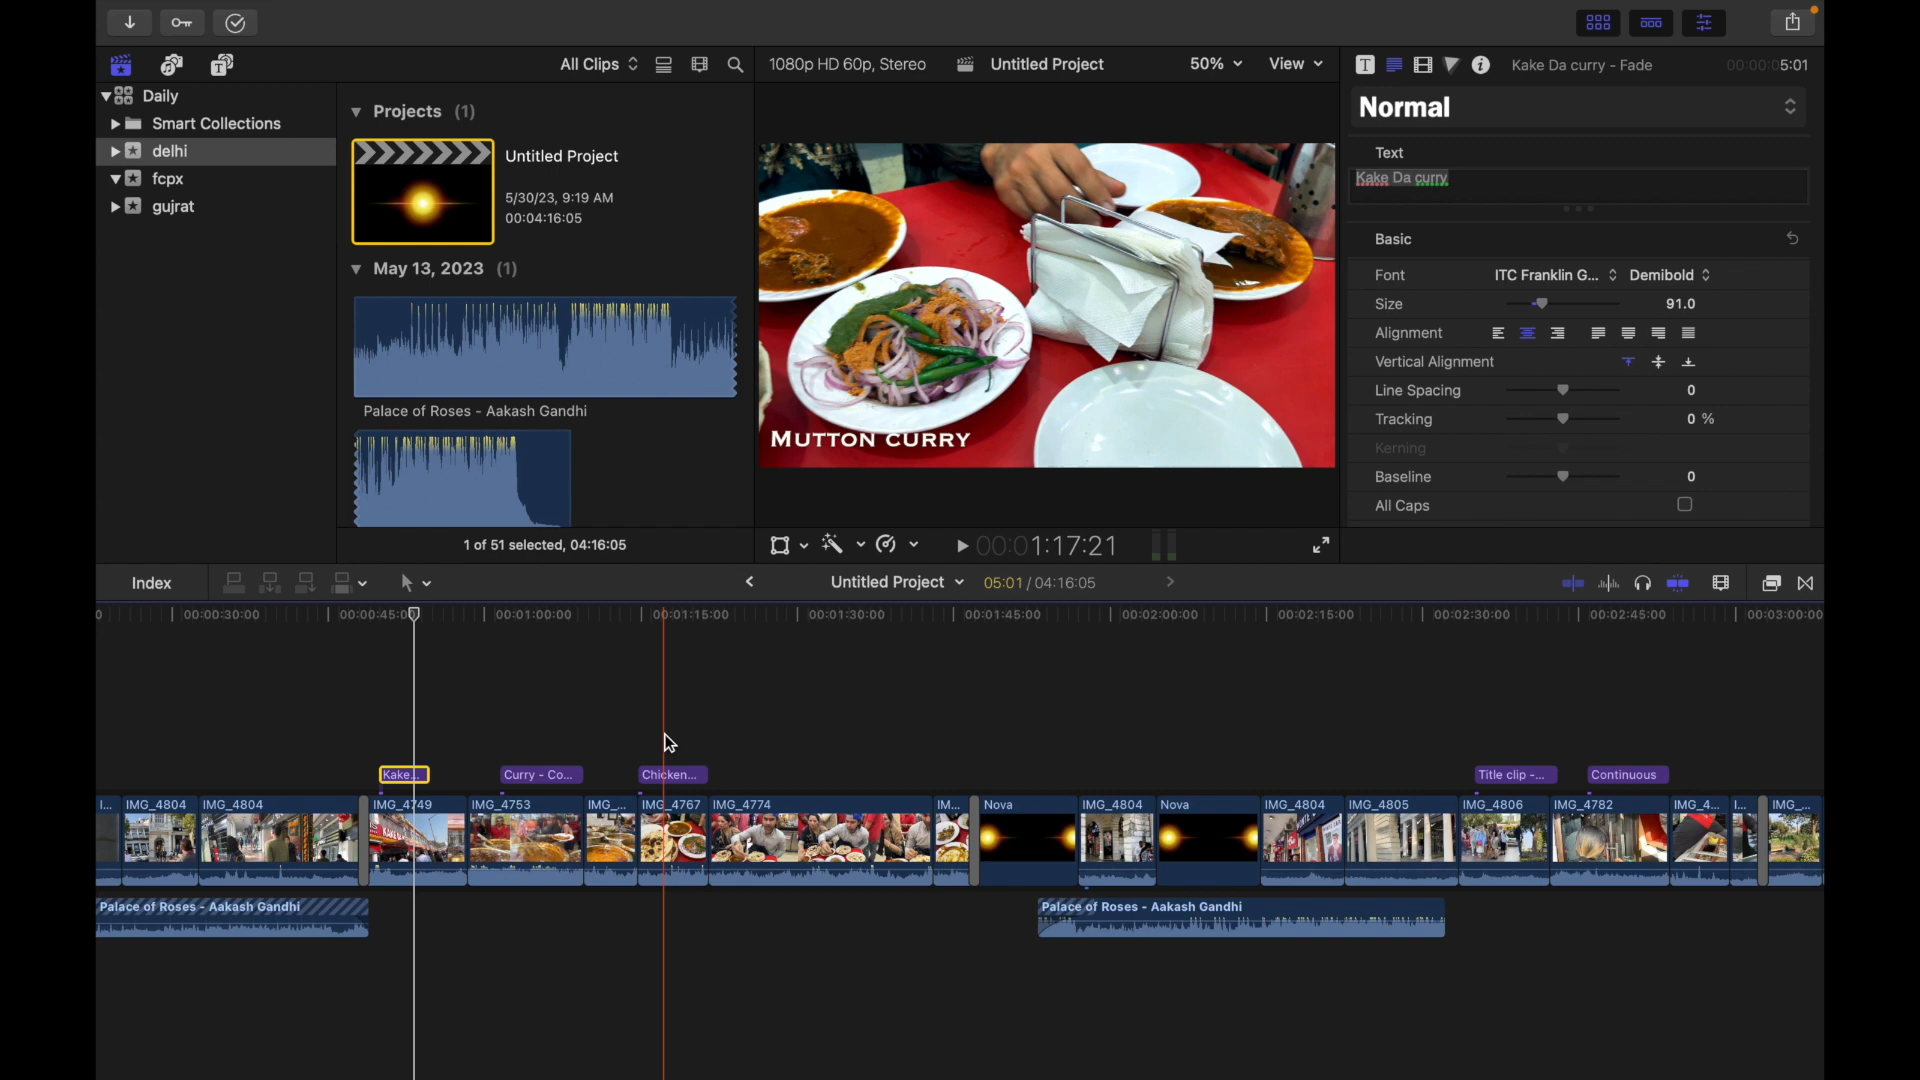 All Clips
1080p HD 60p, Stereo
Untitled Project
50%
View
Kake Da curry - Fade
00:00:05:01
Daily
Smart Collections
delhi
fcpx
gujrat
Projects (1)
Untitled Project
5/30/23, 9:19 AM
00:04:16:05
May 13, 2023 (1)
Palace of Roses - Aakash Gandhi
1 of 51 selected, 04:16:05
MUTTON CURRY
00:01:17:21
Normal
Text
Kake Da curry
Basic
Font ITC Franklin G... Demibold
Size 91.0
Alignment
Vertical Alignment
Line Spacing 0
Tracking 0 %
Kerning
Baseline 0
All Caps
Index
Untitled Project
05:01 / 04:16:05
0 00:00:30:00 00:00:45:00 00:01:00:00 00:01:15:00 00:01:30:00 00:01:45:00 00:02:00:00 00:02:15:00 00:02:30:00 00:02:45:00 00:03:00:00
Kake... Curry - Co... Chicken... Title clip -... Continuous
I... IMG_4804 IMG_4804 IMG_4749 IMG_4753 IMG_... IMG_4767 IMG_4774 IM... Nova IMG_4804 Nova IMG_4804 IMG_4805 IMG_4806 IMG_4782 IMG_4... I... IMG_...
Palace of Roses - Aakash Gandhi Palace of Roses - Aakash Gandhi